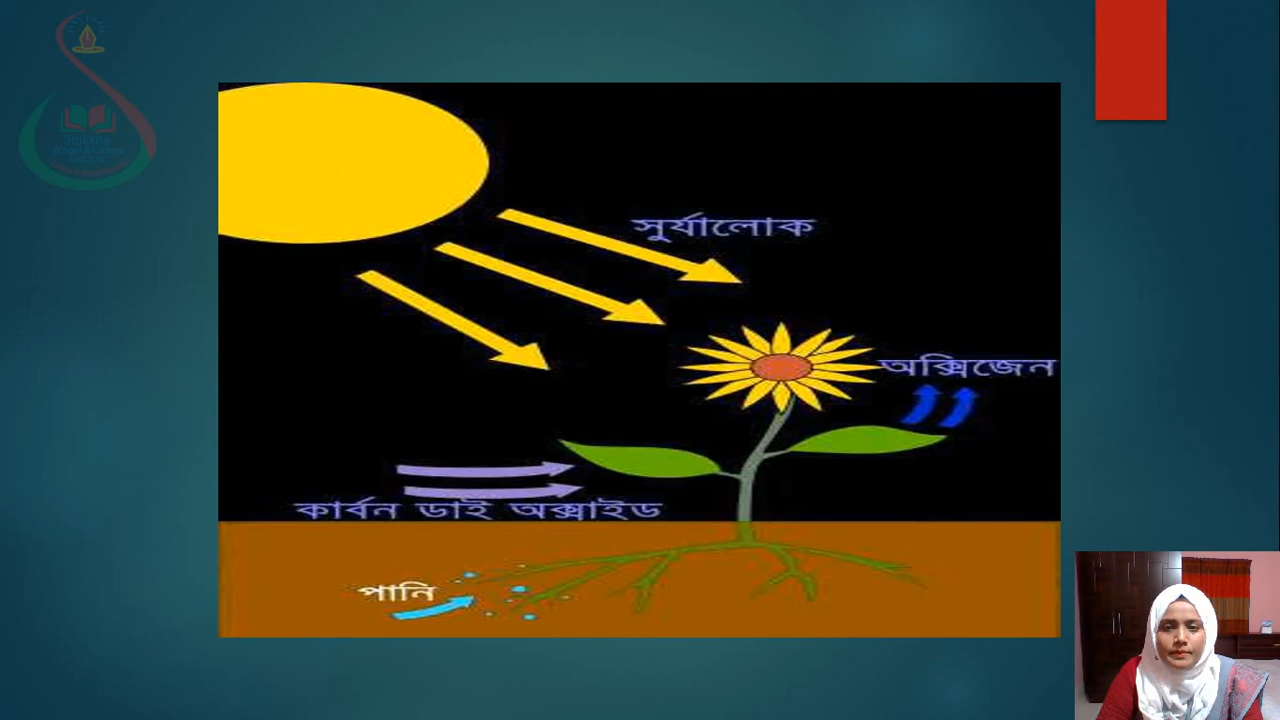 সুর্যালোক
অক্সিজেন
কার্বন ডাই অক্সাইড
পানি